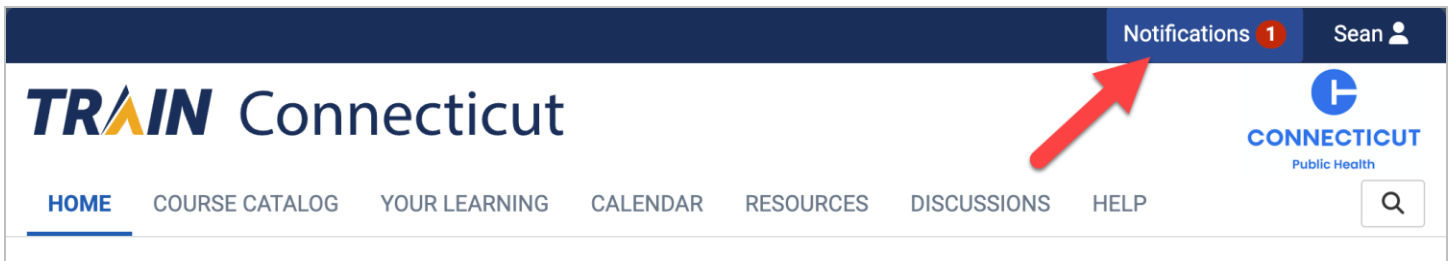 Notifications 1 Sean
TRAIN Connecticut
CONNECTICUT
Public Health
HOME COURSE CATALOG YOUR LEARNING CALENDAR RESOURCES DISCUSSIONS HELP